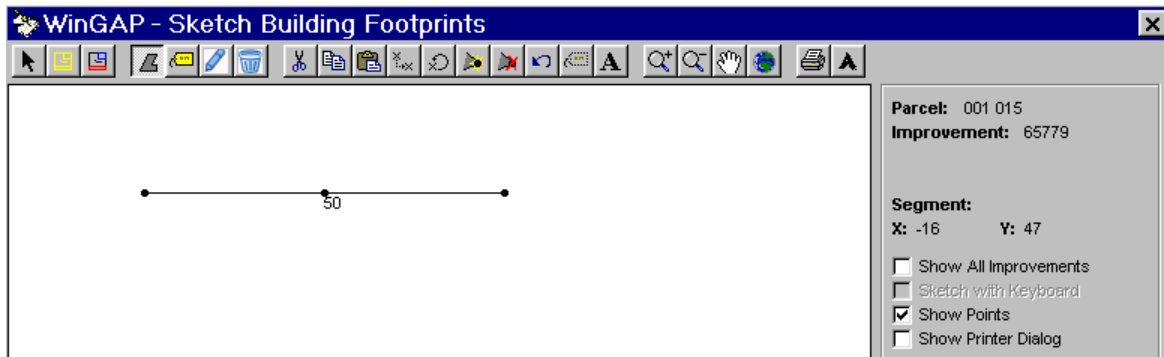 WinGAP - Sketch Building Footprints
A
50
Parcel: 001 015
Improvement: 65779
Segment:
X: -16 Y: 47
Show All Improvements
Sketch with Keyboard
Show Points
Show Printer Dialog